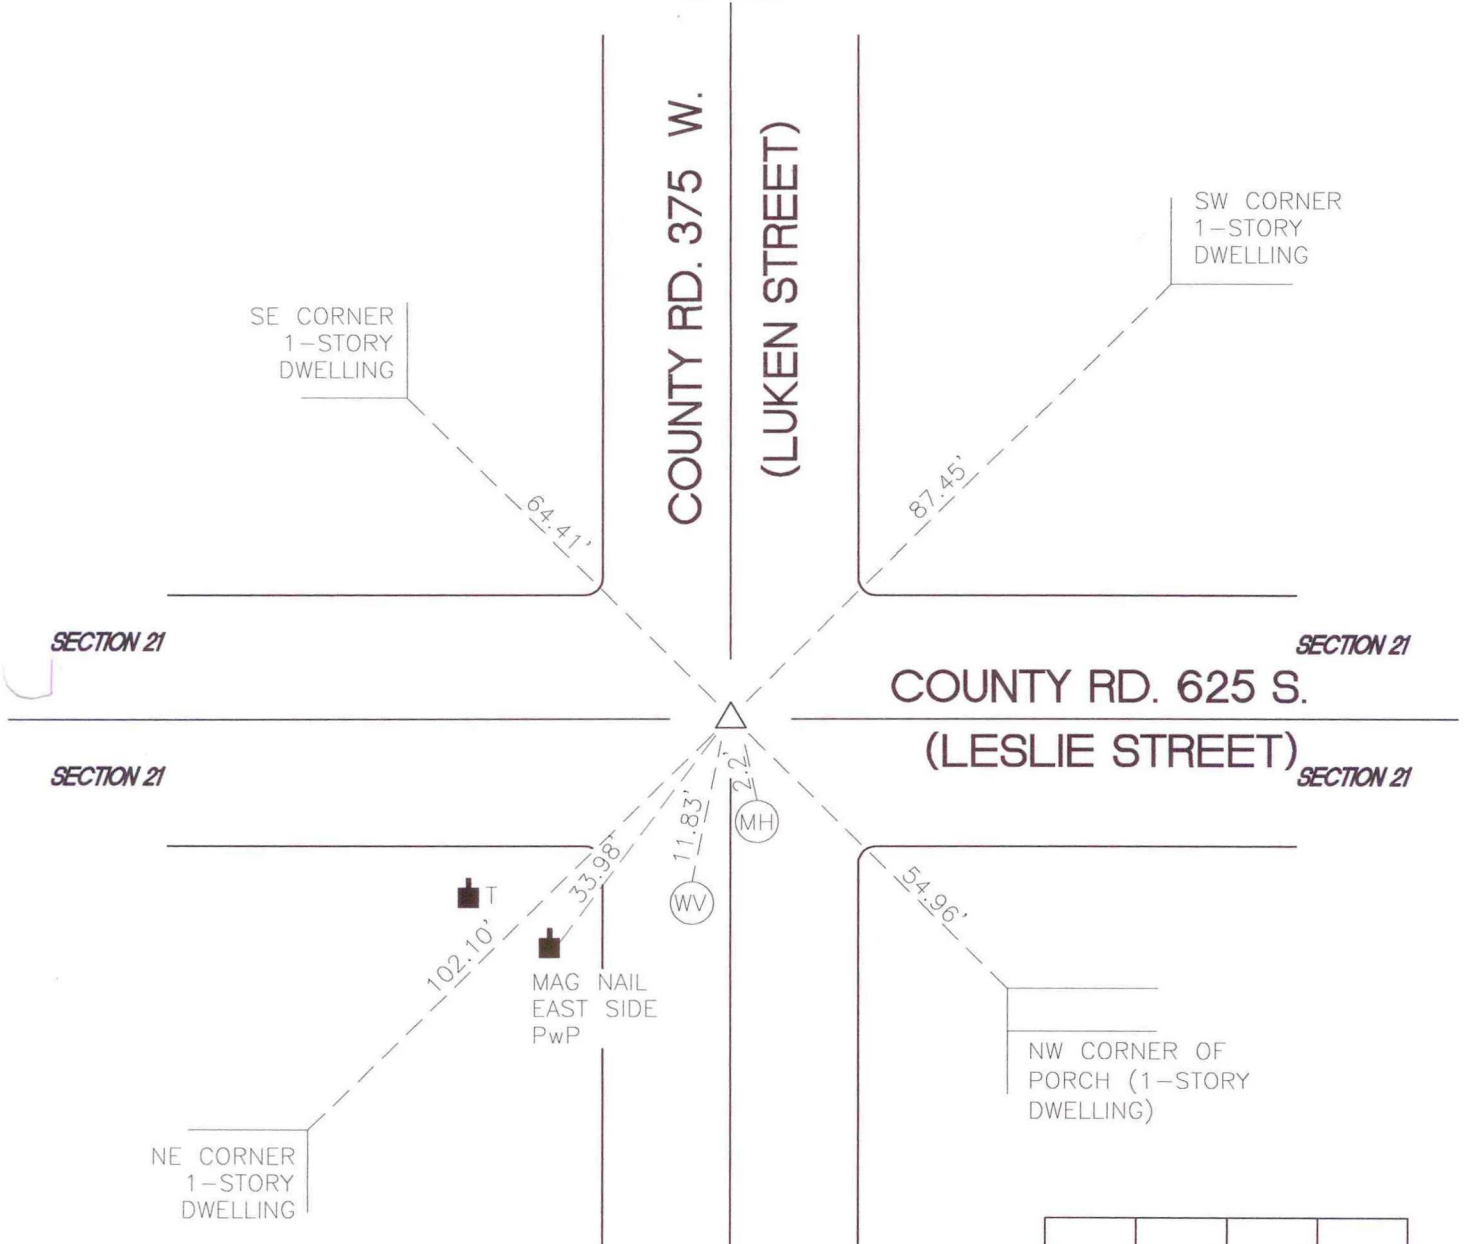 COUNTY RD. 375 W.
(LUKEN STREET)
SW CORNER
1-STORY
DWELLING
SE CORNER
1-STORY
DWELLING
87.45'
64.41'
SECTION 21
SECTION 21
COUNTY RD. 625 S.
(LESLIE STREET)
SECTION 21
SECTION 21
2.2'
11.83'
MH
33.98'
54.96'
T
WV
102.10'
MAG NAIL
EAST SIDE
PwP
NW CORNER OF
PORCH (1-STORY
DWELLING)
NE CORNER
1-STORY
DWELLING